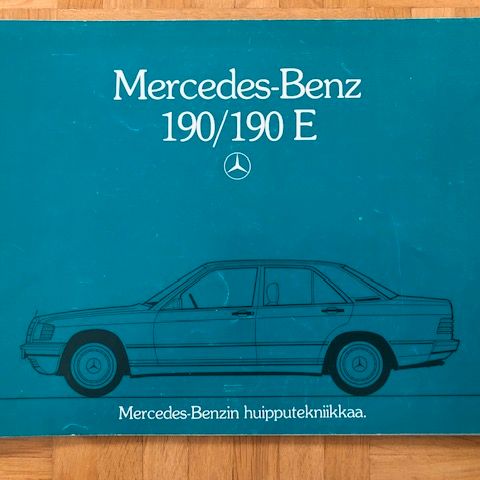 Mercedes-Benz
190/190 E
Mercedes-Benzin huipputekniikkaa.